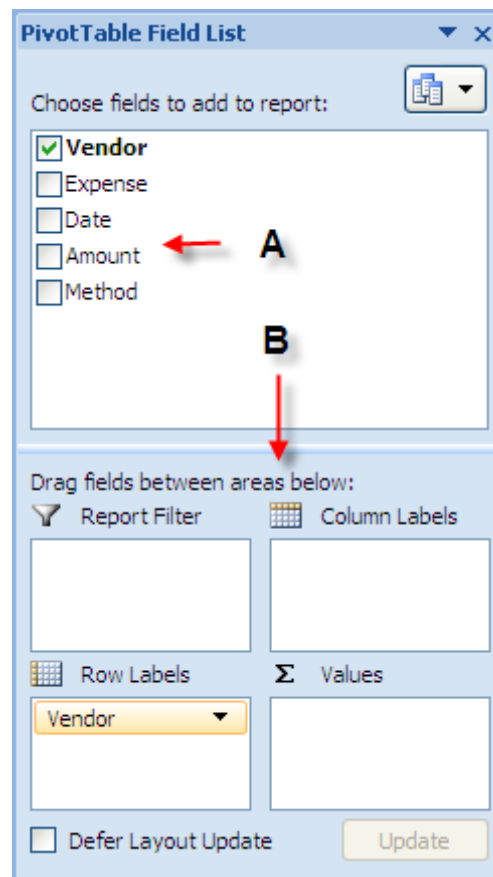 PivotTable Field List
Choose fields to add to report:
Vendor
Expense
Date
Amount
Method
A
B
Drag fields between areas below:
Report Filter
Column Labels
Row Labels
Σ Values
Vendor
Defer Layout Update
Update